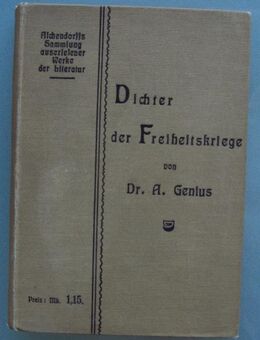 Aschendorffs
Sammlung
auserlesener
Werke
der Literatur
Dichter
der Freiheitskriege
von
Dr. A. Genius
Preis: Mk. 1,15.